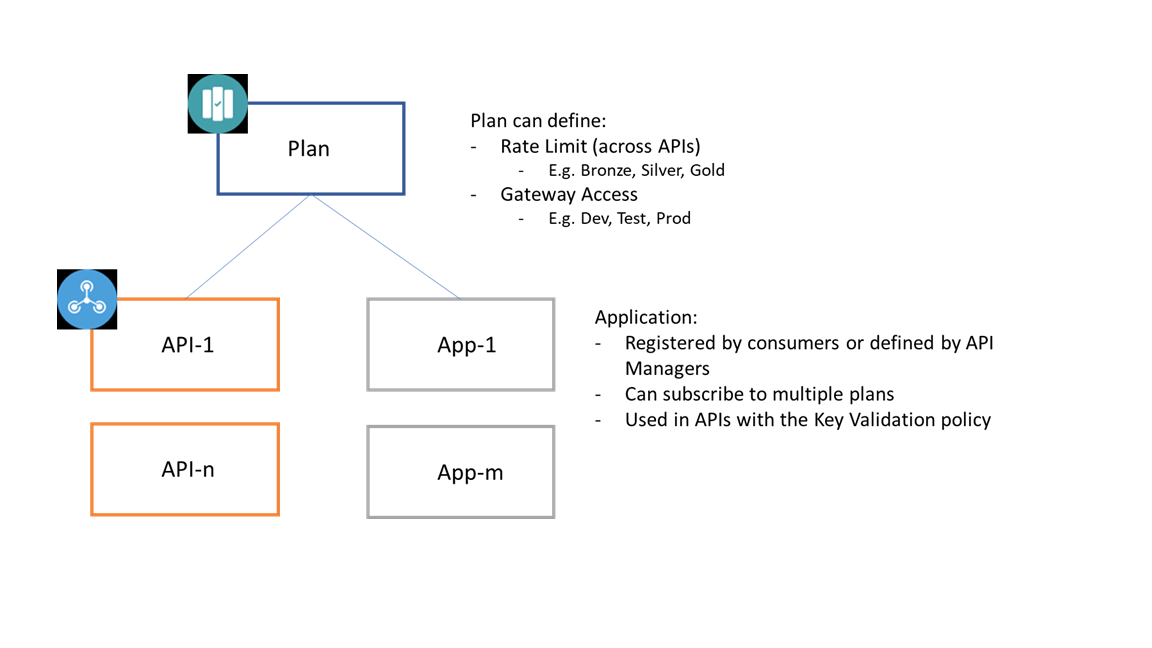 Plan
Plan can define:
- Rate Limit (across APIs)
- E.g. Bronze, Silver, Gold
- Gateway Access
- E.g. Dev, Test, Prod
API-1
App-1
Application:
- Registered by consumers or defined by API
Managers
- Can subscribe to multiple plans
- Used in APIs with the Key Validation policy
API-n
App-m